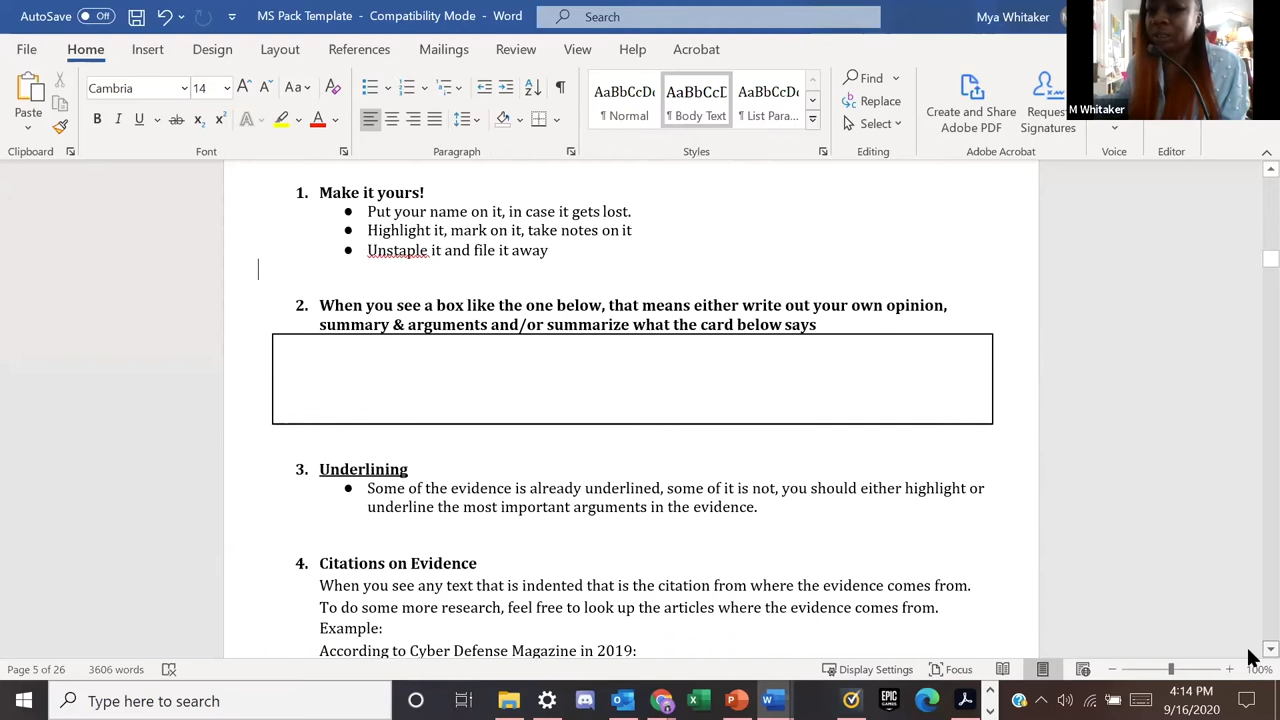 AutoSave Off MS Pack Template - Compatibility Mode - Word Search Mya Whitaker
File Home Insert Design Layout References Mailings Review View Help Acrobat
M Whitaker
Paste Cambria 14 Aa AaBbCcDc AaBbCcD AaBbCcDc Find
¶ Normal ¶ Body Text ¶ List Para... Replace
B I U ab x₂ x² A A Select
Create and Share Adobe PDF
Signatures
Clipboard Font Paragraph Styles Editing Adobe Acrobat Voice Editor
1. Make it yours!
● Put your name on it, in case it gets lost.
● Highlight it, mark on it, take notes on it
● Unstaple it and file it away
2. When you see a box like the one below, that means either write out your own opinion,
summary & arguments and/or summarize what the card below says
3. Underlining
● Some of the evidence is already underlined, some of it is not, you should either highlight or
underline the most important arguments in the evidence.
4. Citations on Evidence
When you see any text that is indented that is the citation from where the evidence comes from.
To do some more research, feel free to look up the articles where the evidence comes from.
Example:
According to Cyber Defense Magazine in 2019:
Page 5 of 26 3606 words Display Settings Focus 100%
Type here to search EPIC GAMES 4:14 PM
9/16/2020